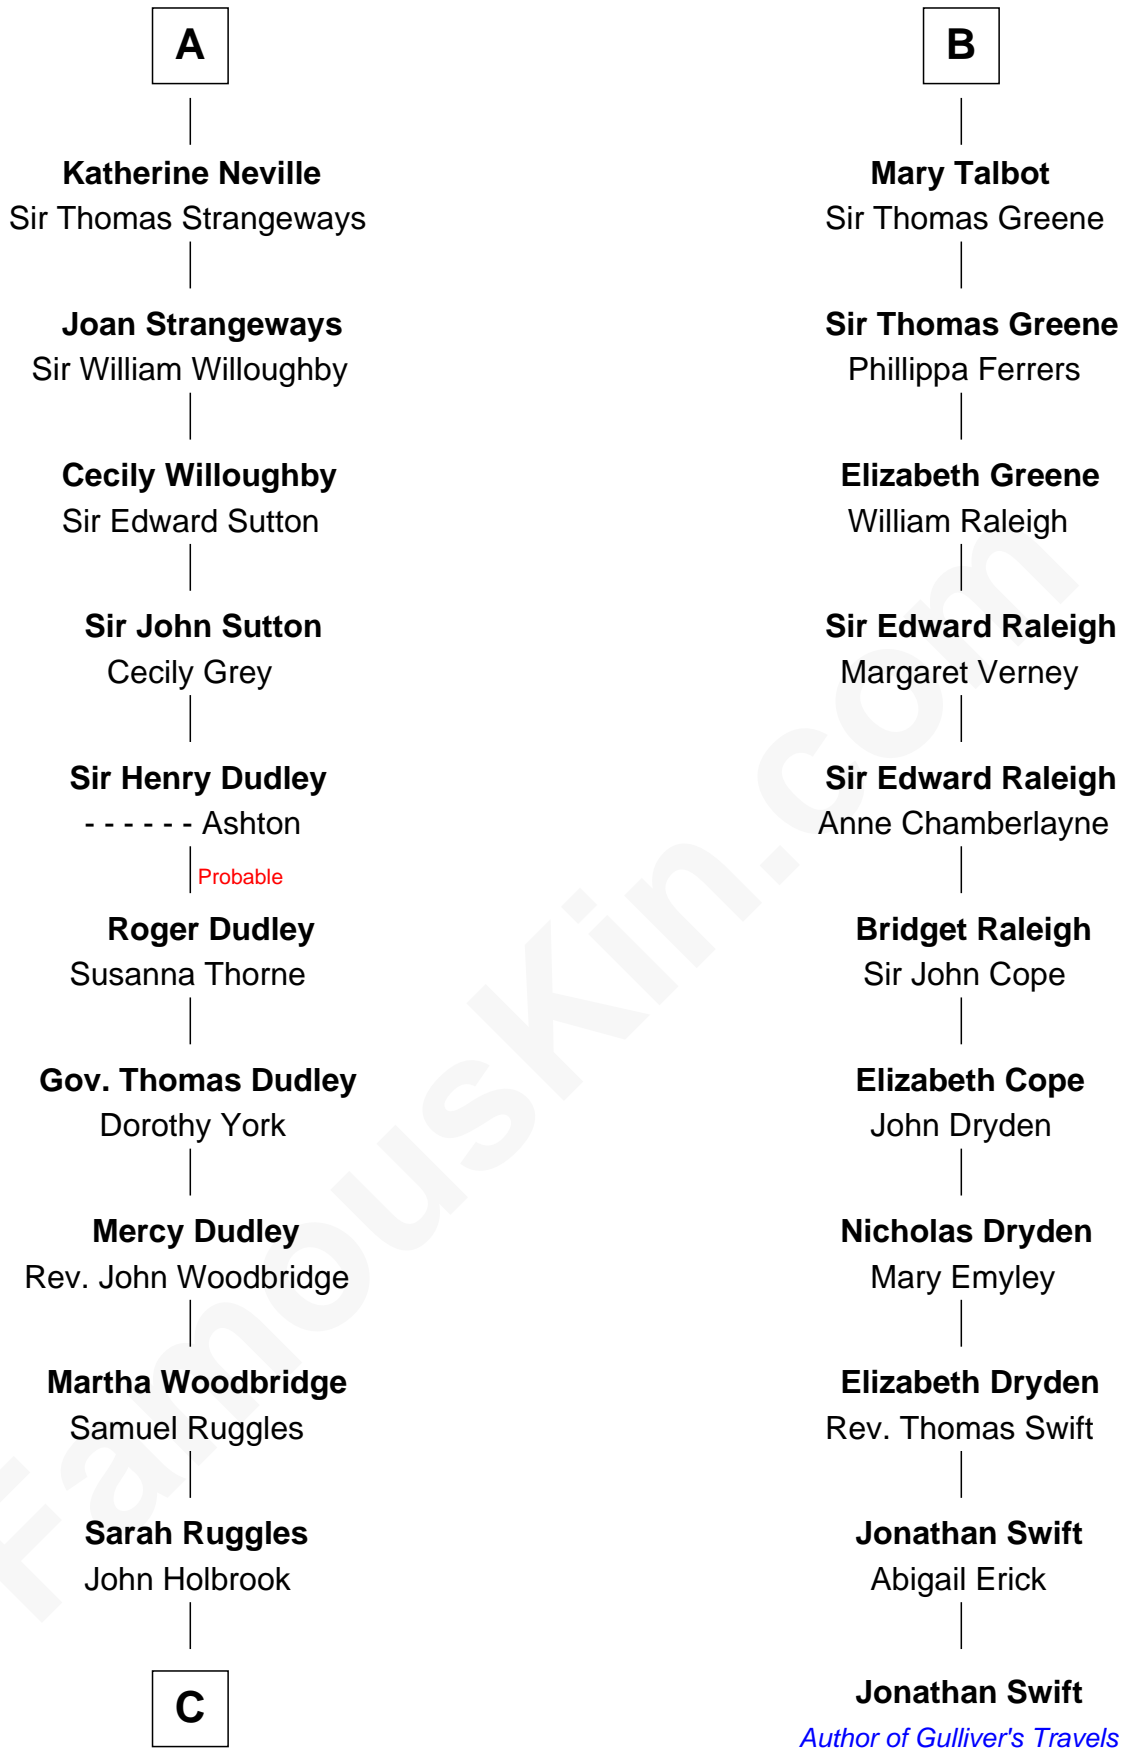 A
Katherine Neville
Sir Thomas Strangeways
Joan Strangeways
Sir William Willoughby
Cecily Willoughby
Sir Edward Sutton
Sir John Sutton
Cecily Grey
Sir Henry Dudley
- - - - - - Ashton
Probable
Roger Dudley
Susanna Thorne
Gov. Thomas Dudley
Dorothy York
Mercy Dudley
Rev. John Woodbridge
Martha Woodbridge
Samuel Ruggles
Sarah Ruggles
John Holbrook
C
B
Mary Talbot
Sir Thomas Greene
Sir Thomas Greene
Phillippa Ferrers
Elizabeth Greene
William Raleigh
Sir Edward Raleigh
Margaret Verney
Sir Edward Raleigh
Anne Chamberlayne
Bridget Raleigh
Sir John Cope
Elizabeth Cope
John Dryden
Nicholas Dryden
Mary Emyley
Elizabeth Dryden
Rev. Thomas Swift
Jonathan Swift
Abigail Erick
Jonathan Swift
Author of Gulliver's Travels
FamousKin.com